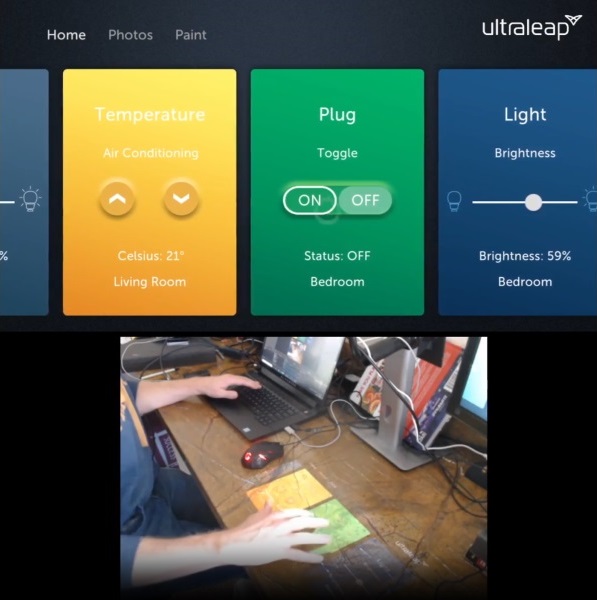 Home Photos Paint
ultraleap
%
Temperature
Air Conditioning
Celsius: 21°
Living Room
Plug
Toggle
ON OFF
Status: OFF
Bedroom
Light
Brightness
Brightness: 59%
Bedroom